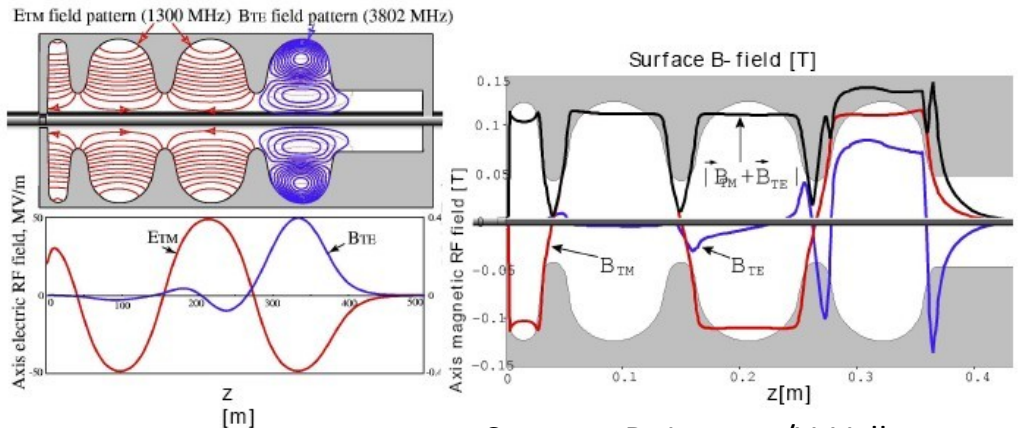 ETM field pattern (1300 MHz) BTE field pattern (3802 MHz)
Axis electric RF field, MV/m
50
0
-50
0.4
0
-0.4
ETM
BTE
0 100 200 300 400 500
z
[m]
Surface B- field [T]
Axis magnetic RF field [T]
0.15
0.1
0.05
0
-0.05
-0.1
-0.15
|BTM+BTE|
BTM
BTE
0 0.1 0.2 0.3 0.4
z[m]